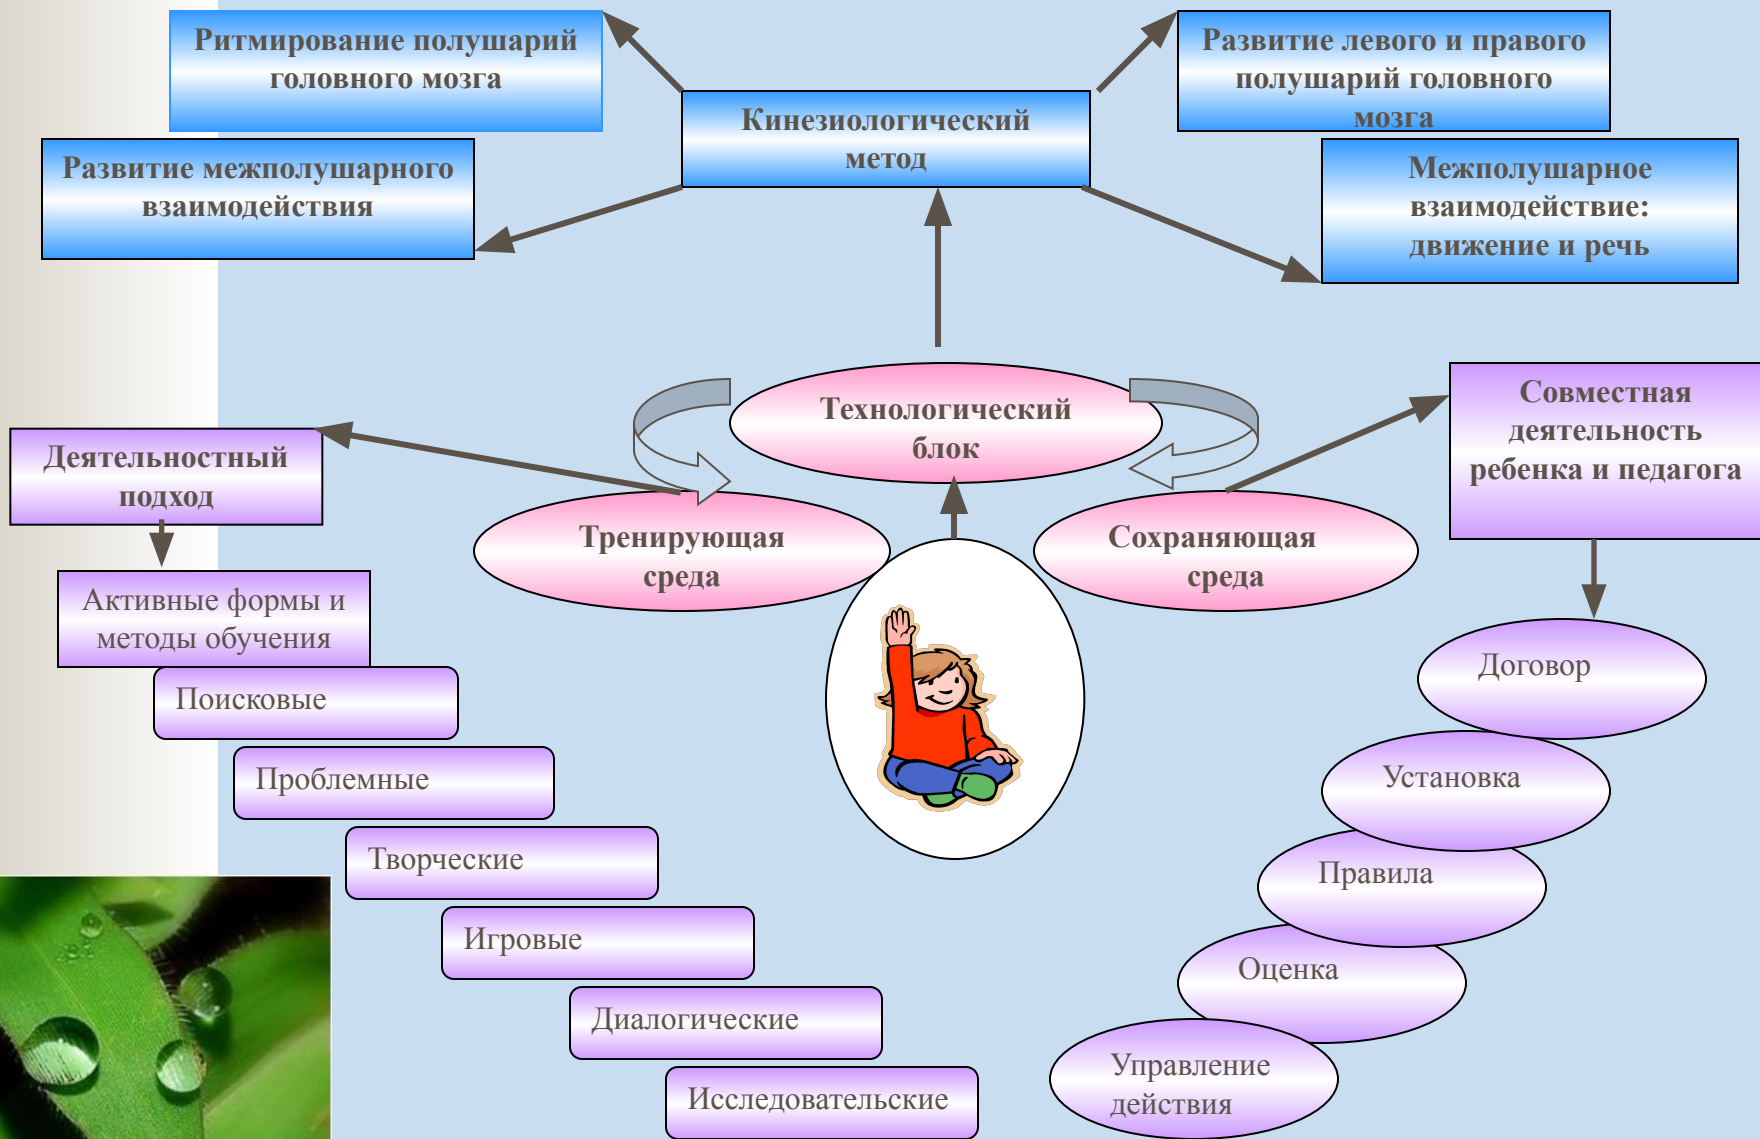 Ритмирование полушарий
головного мозга
Развитие левого и правого
полушарий головного
мозга
Кинезиологический
метод
Развитие межполушарного
взаимодействия
Межполушарное
взаимодействие:
движение и речь
Технологический
блок
Совместная
деятельность
ребенка и педагога
Деятельностный
подход
Тренирующая
среда
Сохраняющая
среда
Активные формы и
методы обучения
Поисковые
Проблемные
Творческие
Игровые
Диалогические
Исследовательские
Договор
Установка
Правила
Оценка
Управление
действия